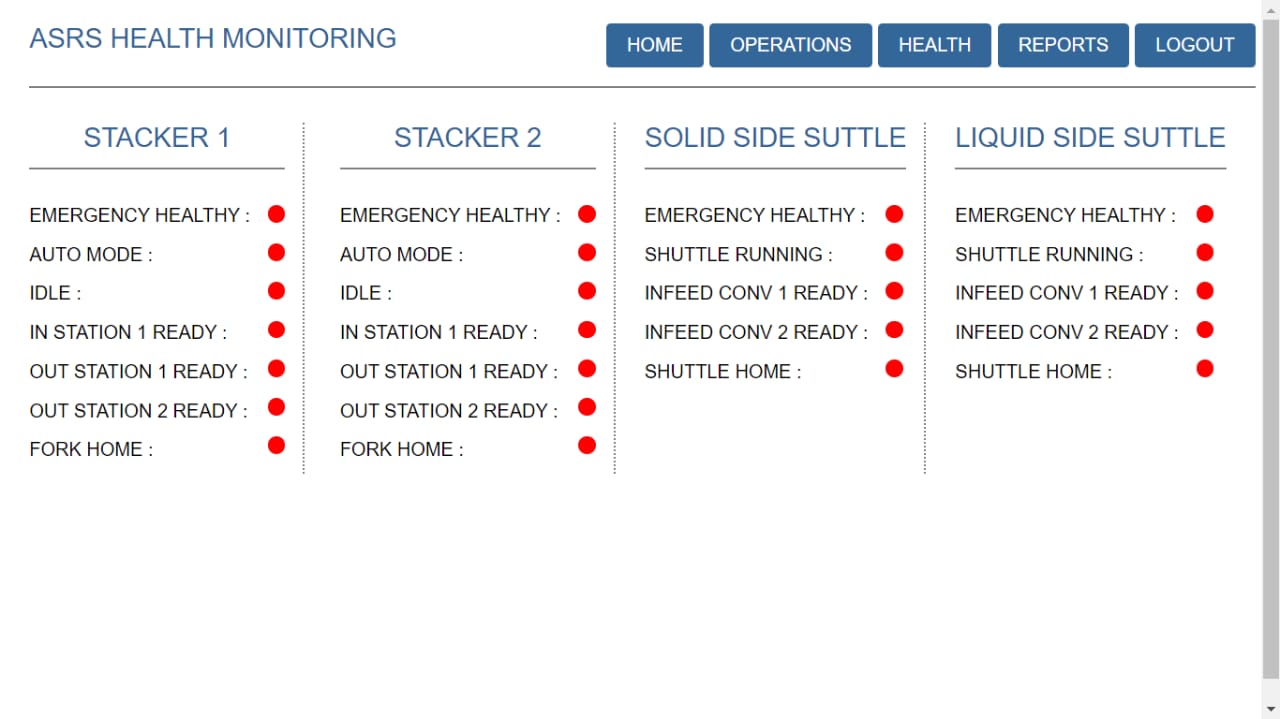 ASRS HEALTH MONITORING
HOME
OPERATIONS
HEALTH
REPORTS
LOGOUT
STACKER 1
EMERGENCY HEALTHY :
AUTO MODE :
IDLE :
IN STATION 1 READY :
OUT STATION 1 READY :
OUT STATION 2 READY :
FORK HOME :
STACKER 2
EMERGENCY HEALTHY :
AUTO MODE :
IDLE :
IN STATION 1 READY :
OUT STATION 1 READY :
OUT STATION 2 READY :
FORK HOME :
SOLID SIDE SUTTLE
EMERGENCY HEALTHY :
SHUTTLE RUNNING :
INFEED CONV 1 READY :
INFEED CONV 2 READY :
SHUTTLE HOME :
LIQUID SIDE SUTTLE
EMERGENCY HEALTHY :
SHUTTLE RUNNING :
INFEED CONV 1 READY :
INFEED CONV 2 READY :
SHUTTLE HOME :